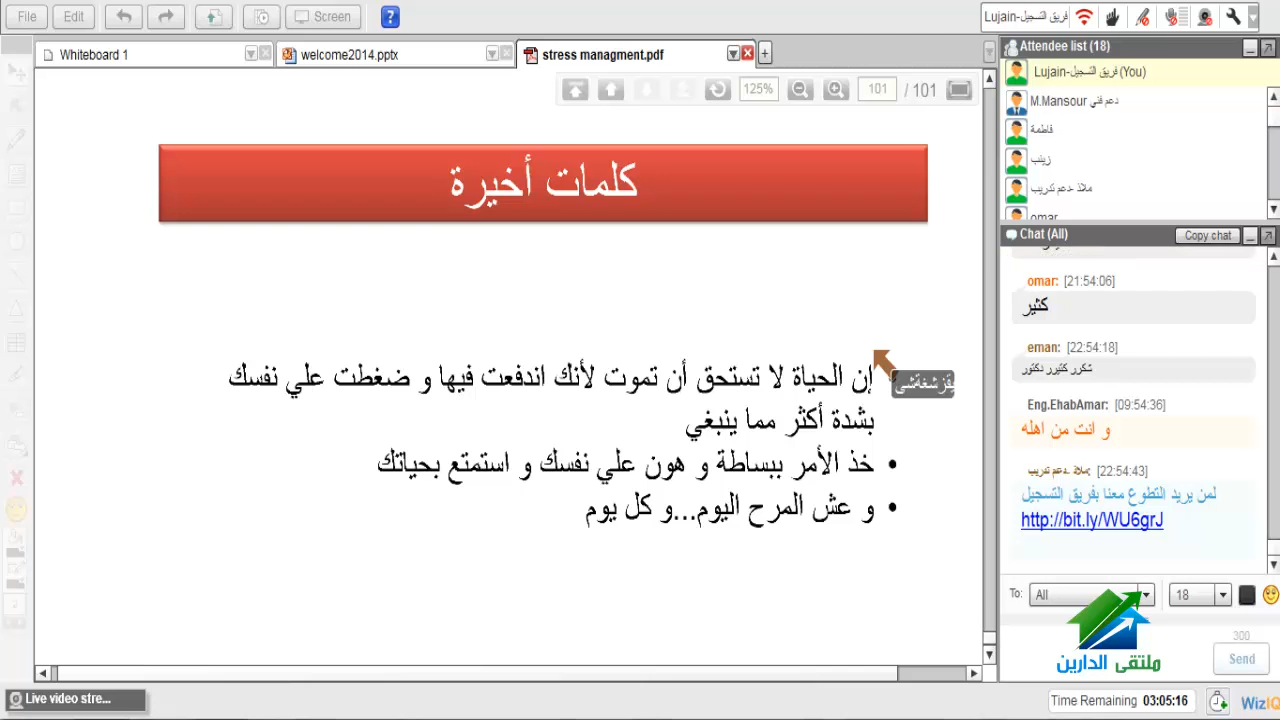 File Edit Screen
Lujain-فريق التسجيل
Whiteboard 1
welcome2014.pptx
stress managment.pdf
125%
101 / 101
كلمات أخيرة
إن الحياة لا تستحق أن تموت لأنك اندفعت فيها و ضغطت علي نفسك
بشدة أكثر مما ينبغي
• خذ الأمر ببساطة و هون علي نفسك و استمتع بحياتك
• و عش المرح اليوم...و كل يوم
Attendee list (18)
Lujain-فريق التسجيل (You)
M.Mansour دعم فني
فاطمة
زينب
ملاذ -دعم تدريب
omar
Chat (All)
Copy chat
omar: [21:54:06]
كثير
eman: [22:54:18]
شكرر كثيرر دكتور
Eng.EhabAmar: [09:54:36]
و انت من اهله
ملاذ -دعم تدريب: [22:54:43]
لمن يريد التطوع معنا بفريق التسجيل
http://bit.ly/WU6grJ
To: All 18
300
Send
ملتقى الدارين
Live video stre...
Time Remaining 03:05:16
WizIQ